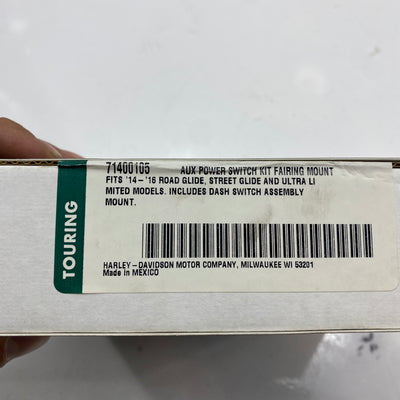 71400105 AUX POWER SWITCH KIT FAIRING MOUNT
FITS '14-'16 ROAD GLIDE, STREET GLIDE AND ULTRA LI
MITED MODELS. INCLUDES DASH SWITCH ASSEMBLY
MOUNT.
TOURING
HARLEY-DAVIDSON MOTOR COMPANY, MILWAUKEE WI 53201
Made in MEXICO